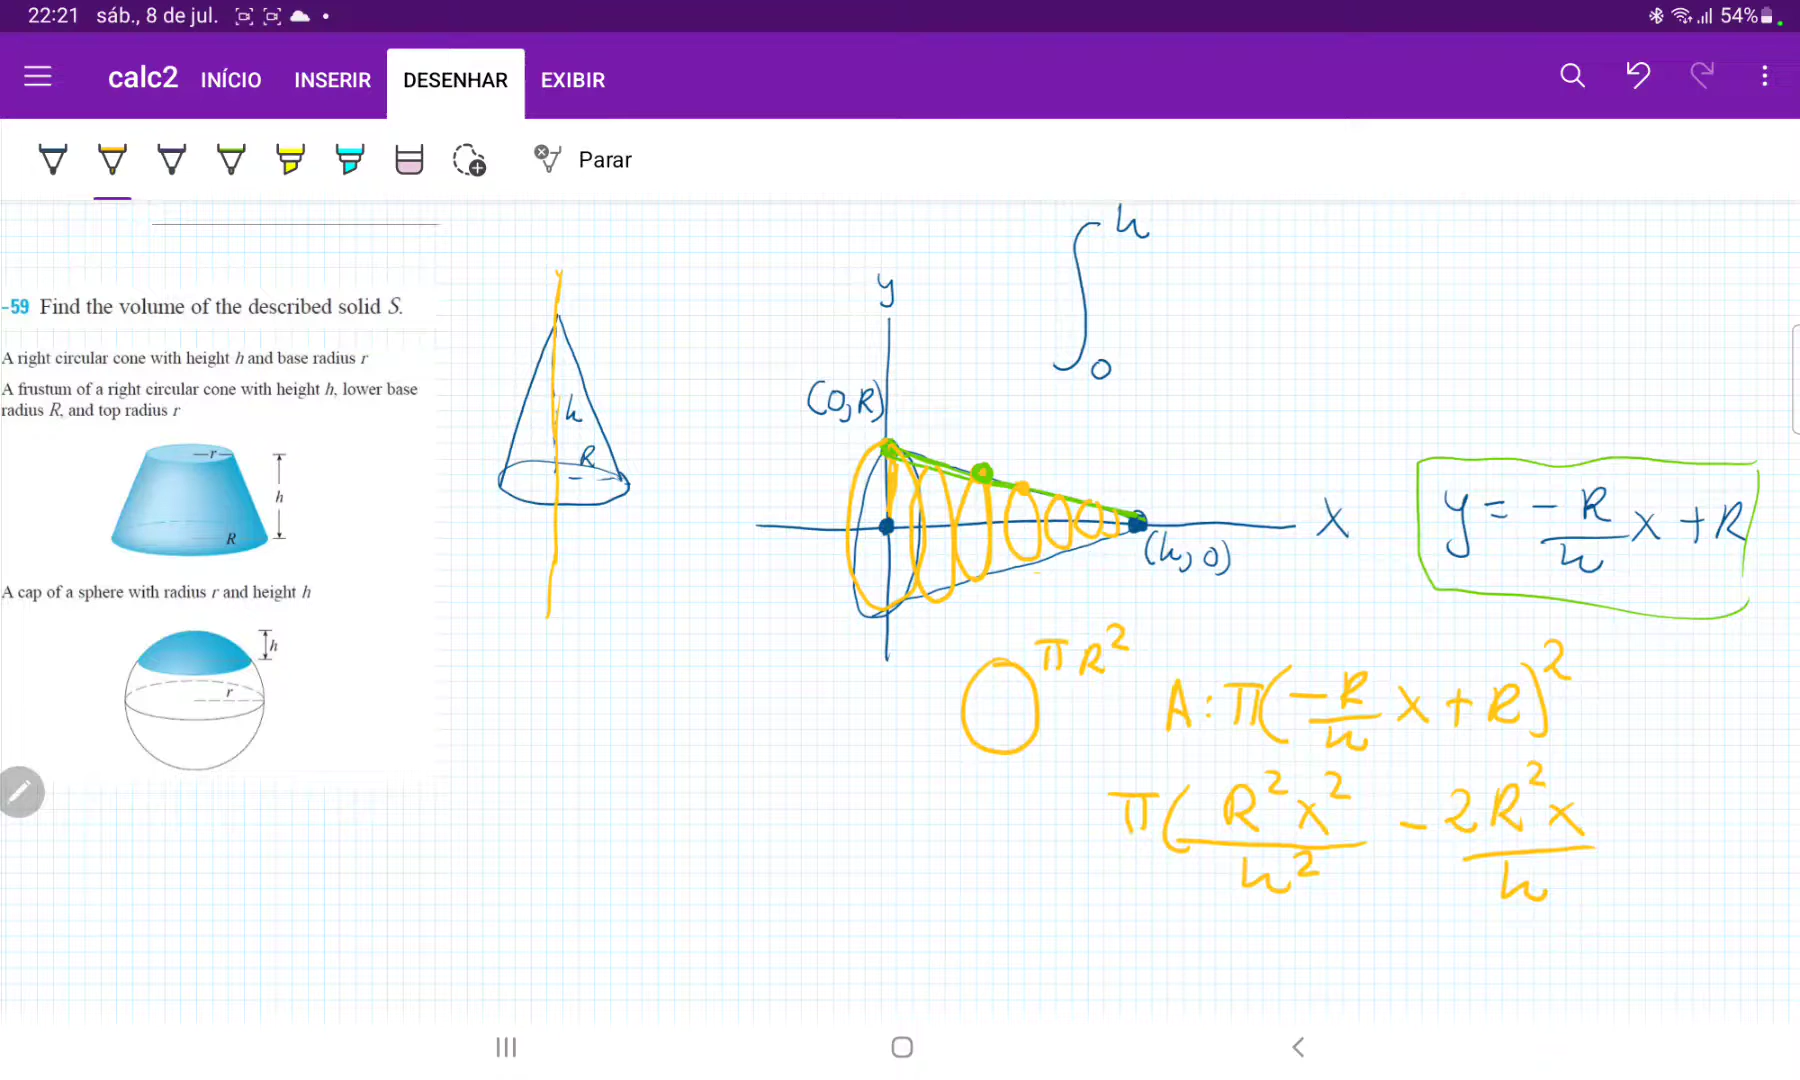 22:21 sáb., 8 de jul.
54%
calc2 INÍCIO INSERIR DESENHAR EXIBIR
Parar
-59 Find the volume of the described solid S.
A right circular cone with height h and base radius r
A frustum of a right circular cone with height h, lower base
radius R, and top radius r
r
h
R
A cap of a sphere with radius r and height h
h
r
h
R
y
(0,R)
x
(h,0)
∫ h
0
y = -R/h x + R
πR²
A: π(-R/h x + R)²
π(R²x²/h² - 2R²x/h